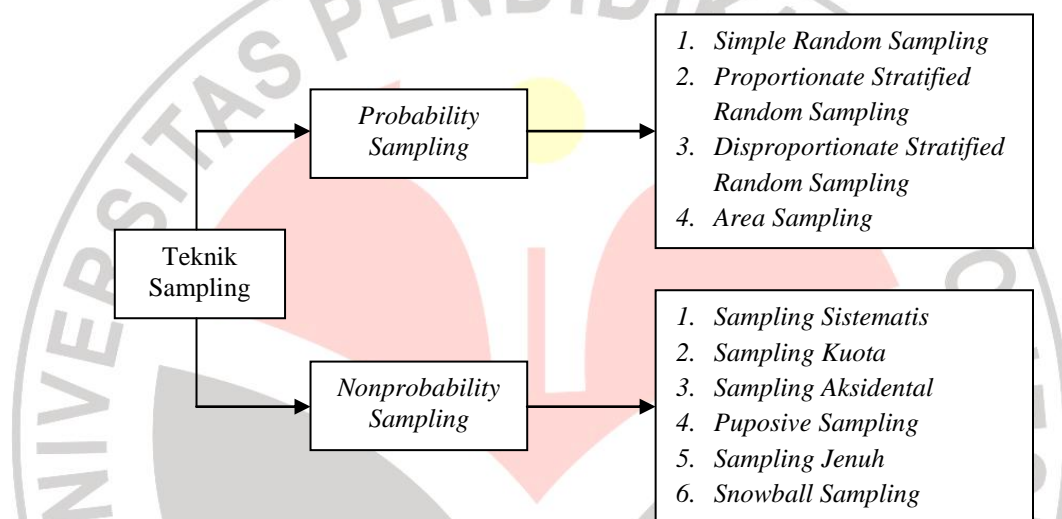 UNIVERSITAS PENDIDIK
Teknik
Sampling
Probability
Sampling
1. Simple Random Sampling
2. Proportionate Stratified
Random Sampling
3. Disproportionate Stratified
Random Sampling
4. Area Sampling
Nonprobability
Sampling
1. Sampling Sistematis
2. Sampling Kuota
3. Sampling Aksidental
4. Puposive Sampling
5. Sampling Jenuh
6. Snowball Sampling